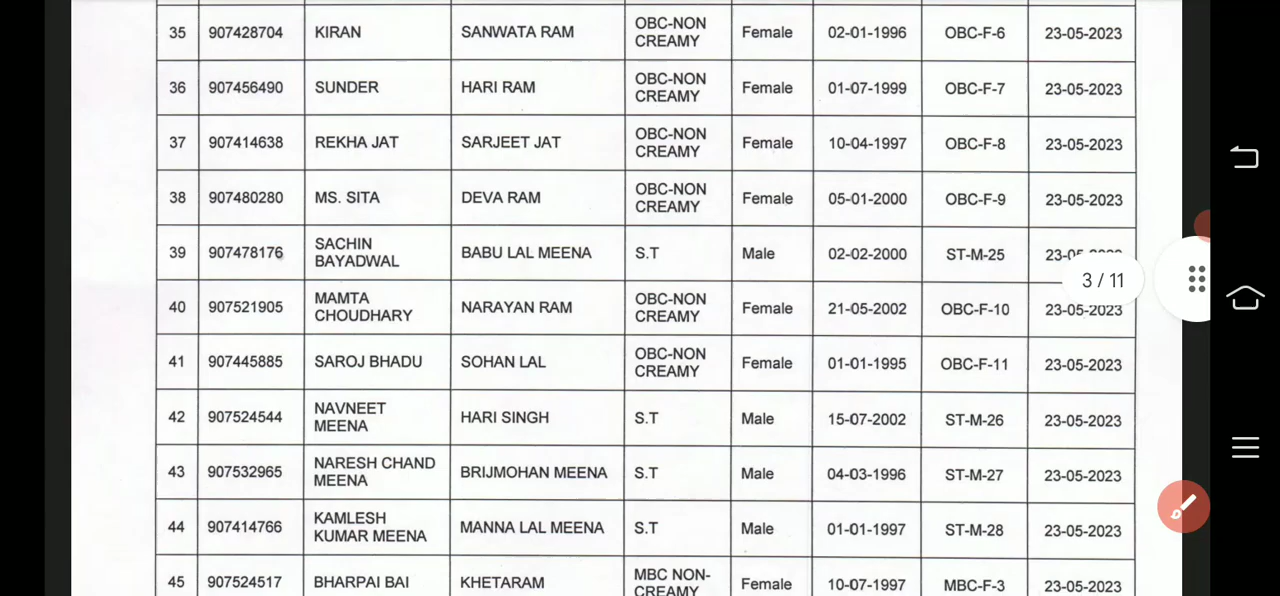 35 907428704 KIRAN SANWATA RAM OBC-NON CREAMY Female 02-01-1996 OBC-F-6 23-05-2023
36 907456490 SUNDER HARI RAM OBC-NON CREAMY Female 01-07-1999 OBC-F-7 23-05-2023
37 907414638 REKHA JAT SARJEET JAT OBC-NON CREAMY Female 10-04-1997 OBC-F-8 23-05-2023
38 907480280 MS. SITA DEVA RAM OBC-NON CREAMY Female 05-01-2000 OBC-F-9 23-05-2023
39 907478176 SACHIN BAYADWAL BABU LAL MEENA S.T Male 02-02-2000 ST-M-25
3 / 11
40 907521905 MAMTA CHOUDHARY NARAYAN RAM OBC-NON CREAMY Female 21-05-2002 OBC-F-10 23-05-2023
41 907445885 SAROJ BHADU SOHAN LAL OBC-NON CREAMY Female 01-01-1995 OBC-F-11 23-05-2023
42 907524544 NAVNEET MEENA HARI SINGH S.T Male 15-07-2002 ST-M-26 23-05-2023
43 907532965 NARESH CHAND MEENA BRIJMOHAN MEENA S.T Male 04-03-1996 ST-M-27 23-05-2023
44 907414766 KAMLESH KUMAR MEENA MANNA LAL MEENA S.T Male 01-01-1997 ST-M-28 23-05-2023
45 907524517 BHARPAI BAI KHETARAM MBC NON-CREAMY Female 10-07-1997 MBC-F-3 23-05-2023